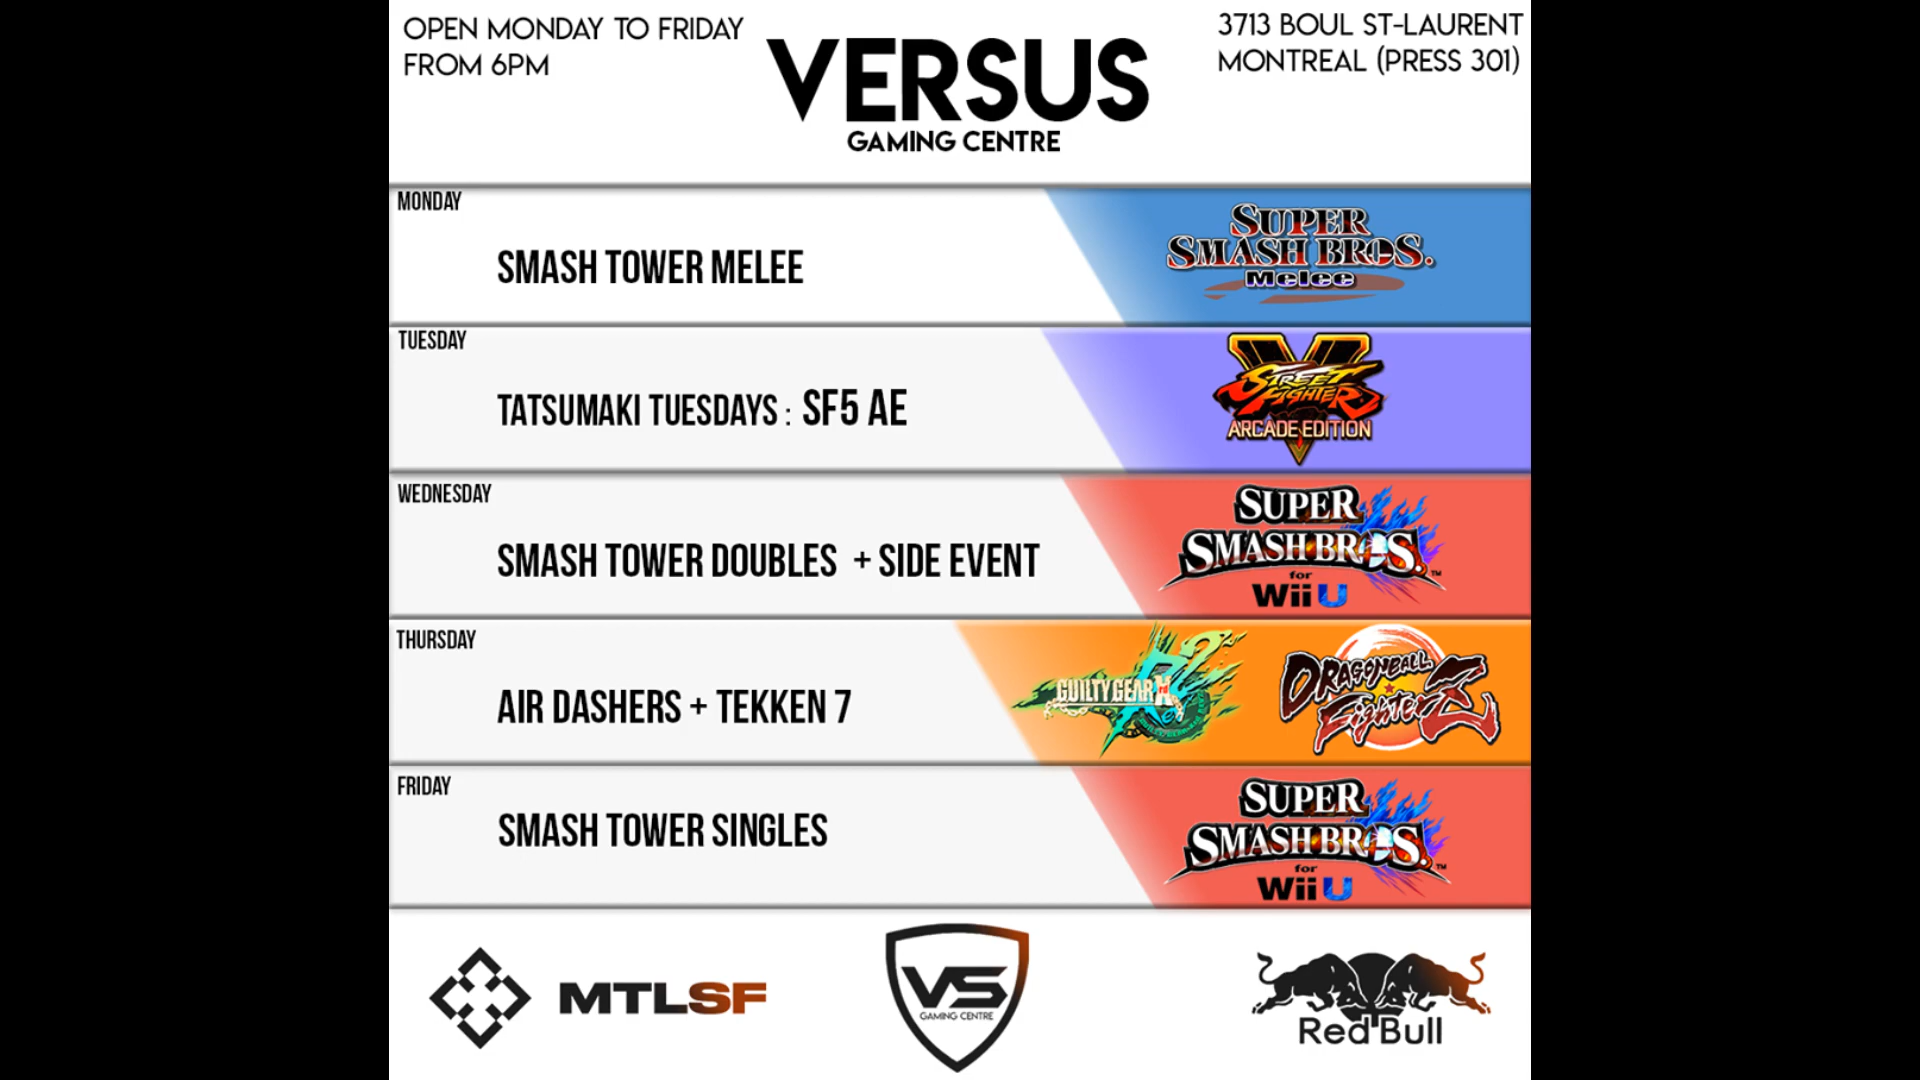 OPEN MONDAY TO FRIDAY
FROM 6PM
VERSUS
GAMING CENTRE
3713 BOUL ST-LAURENT
MONTREAL (PRESS 301)
MONDAY
SMASH TOWER MELEE
SUPER
SMASH BROS.
Melee
TUESDAY
TATSUMAKI TUESDAYS : SF5 AE
V
STREET
FIGHTER
ARCADE EDITION
WEDNESDAY
SMASH TOWER DOUBLES + SIDE EVENT
SUPER
SMASH BROS.™
for
Wii U
THURSDAY
AIR DASHERS + TEKKEN 7
GUILTY GEAR Xrd
DRAGONBALL
FighterZ
FRIDAY
SMASH TOWER SINGLES
SUPER
SMASH BROS.™
for
Wii U
MTLSF
VS
GAMING CENTRE
Red Bull